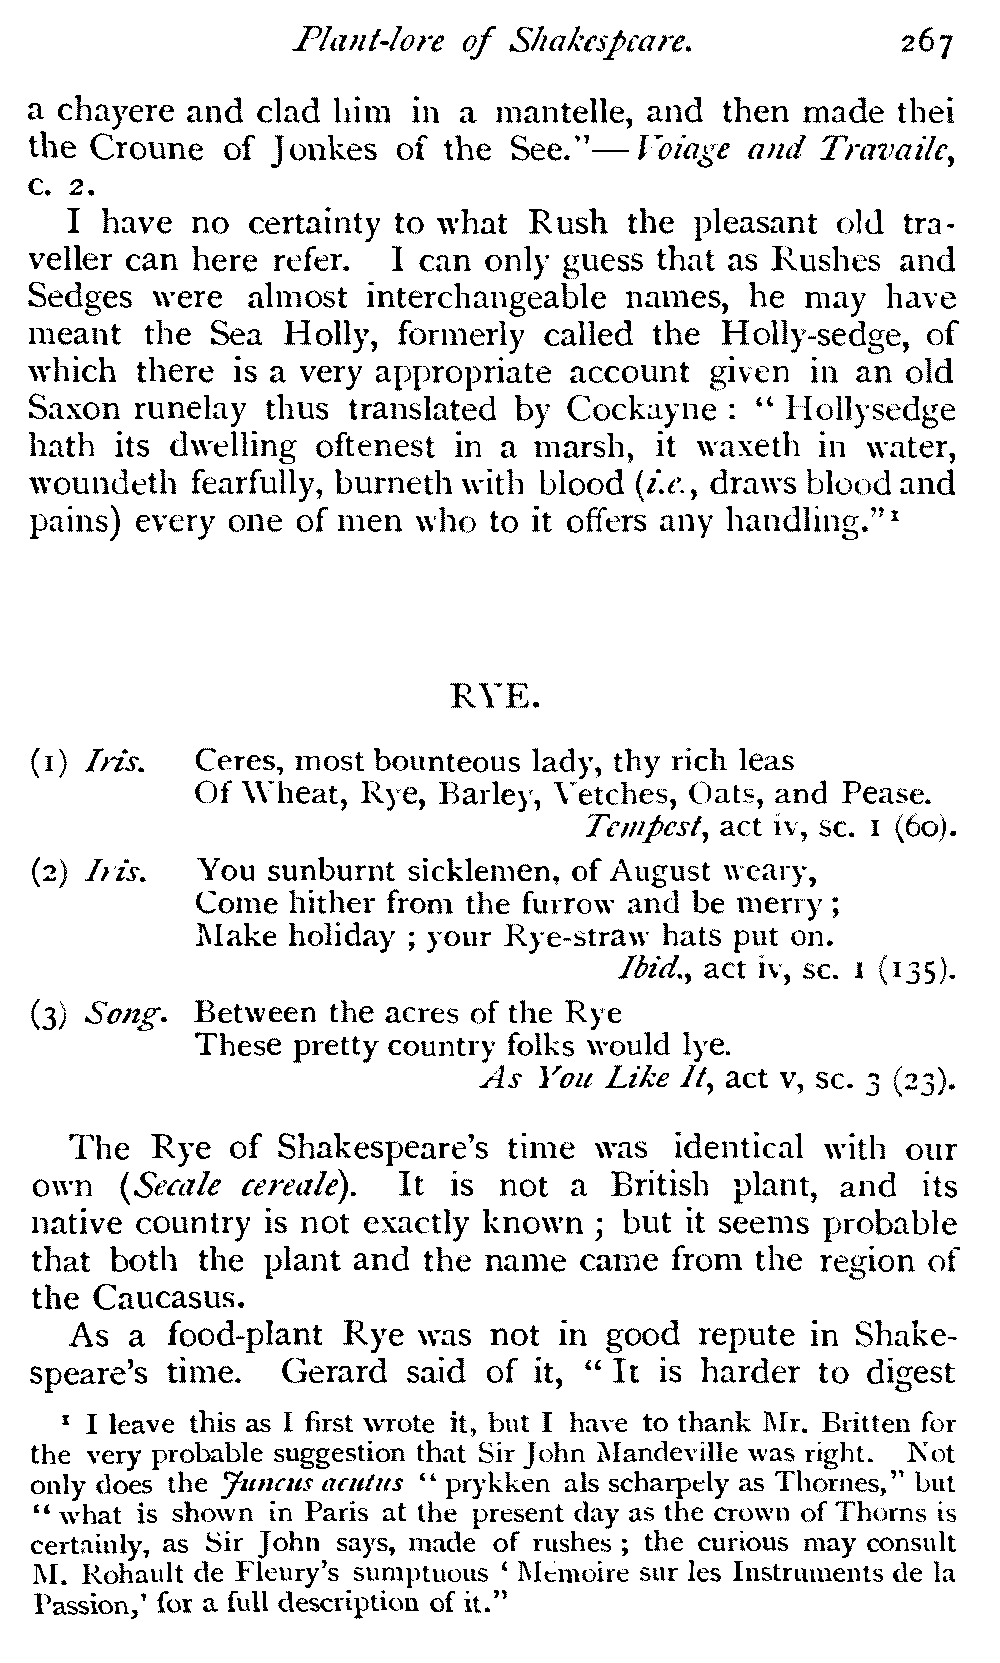 Plant-lore of Shakespeare. 267
a chayere and clad him in a mantelle, and then made thei
the Croune of Jonkes of the See."—Voiage and Travaile,
c. 2.
I have no certainty to what Rush the pleasant old tra-
veller can here refer. I can only guess that as Rushes and
Sedges were almost interchangeable names, he may have
meant the Sea Holly, formerly called the Holly-sedge, of
which there is a very appropriate account given in an old
Saxon runelay thus translated by Cockayne : “ Hollysedge
hath its dwelling oftenest in a marsh, it waxeth in water,
woundeth fearfully, burneth with blood (i.e., draws blood and
pains) every one of men who to it offers any handling.” ¹
RYE.
(1) Iris. Ceres, most bounteous lady, thy rich leas
Of Wheat, Rye, Barley, Vetches, Oats, and Pease.
Tempest, act iv, sc. 1 (60).
(2) Iris. You sunburnt sicklemen, of August weary,
Come hither from the furrow and be merry ;
Make holiday ; your Rye-straw hats put on.
Ibid., act iv, sc. 1 (135).
(3) Song. Between the acres of the Rye
These pretty country folks would lye.
As You Like It, act v, sc. 3 (23).
The Rye of Shakespeare's time was identical with our
own (Secale cereale). It is not a British plant, and its
native country is not exactly known ; but it seems probable
that both the plant and the name came from the region of
the Caucasus.
As a food-plant Rye was not in good repute in Shake-
speare's time. Gerard said of it, “ It is harder to digest
¹ I leave this as I first wrote it, but I have to thank Mr. Britten for
the very probable suggestion that Sir John Mandeville was right. Not
only does the Juncus acutus “ prykken als scharpely as Thornes,” but
“ what is shown in Paris at the present day as the crown of Thorns is
certainly, as Sir John says, made of rushes ; the curious may consult
M. Rohault de Fleury's sumptuous ‘ Mémoire sur les Instruments de la
Passion,’ for a full description of it.”